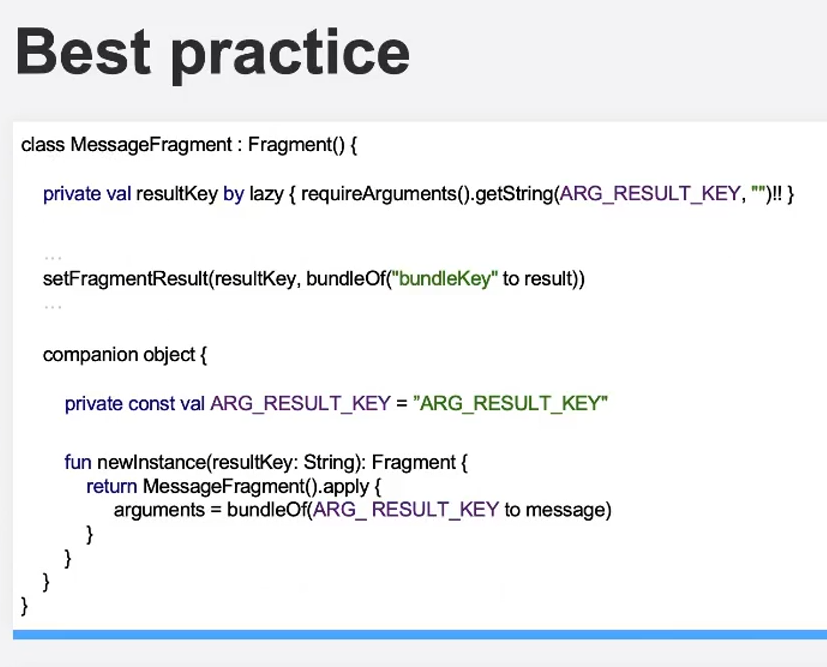 Best practice
class MessageFragment : Fragment() {
private val resultKey by lazy { requireArguments().getString(ARG_RESULT_KEY, "")!! }
...
setFragmentResult(resultKey, bundleOf("bundleKey" to result))
...
companion object {
private const val ARG_RESULT_KEY = "ARG_RESULT_KEY"
fun newInstance(resultKey: String): Fragment {
return MessageFragment().apply {
arguments = bundleOf(ARG_ RESULT_KEY to message)
}
}
}
}